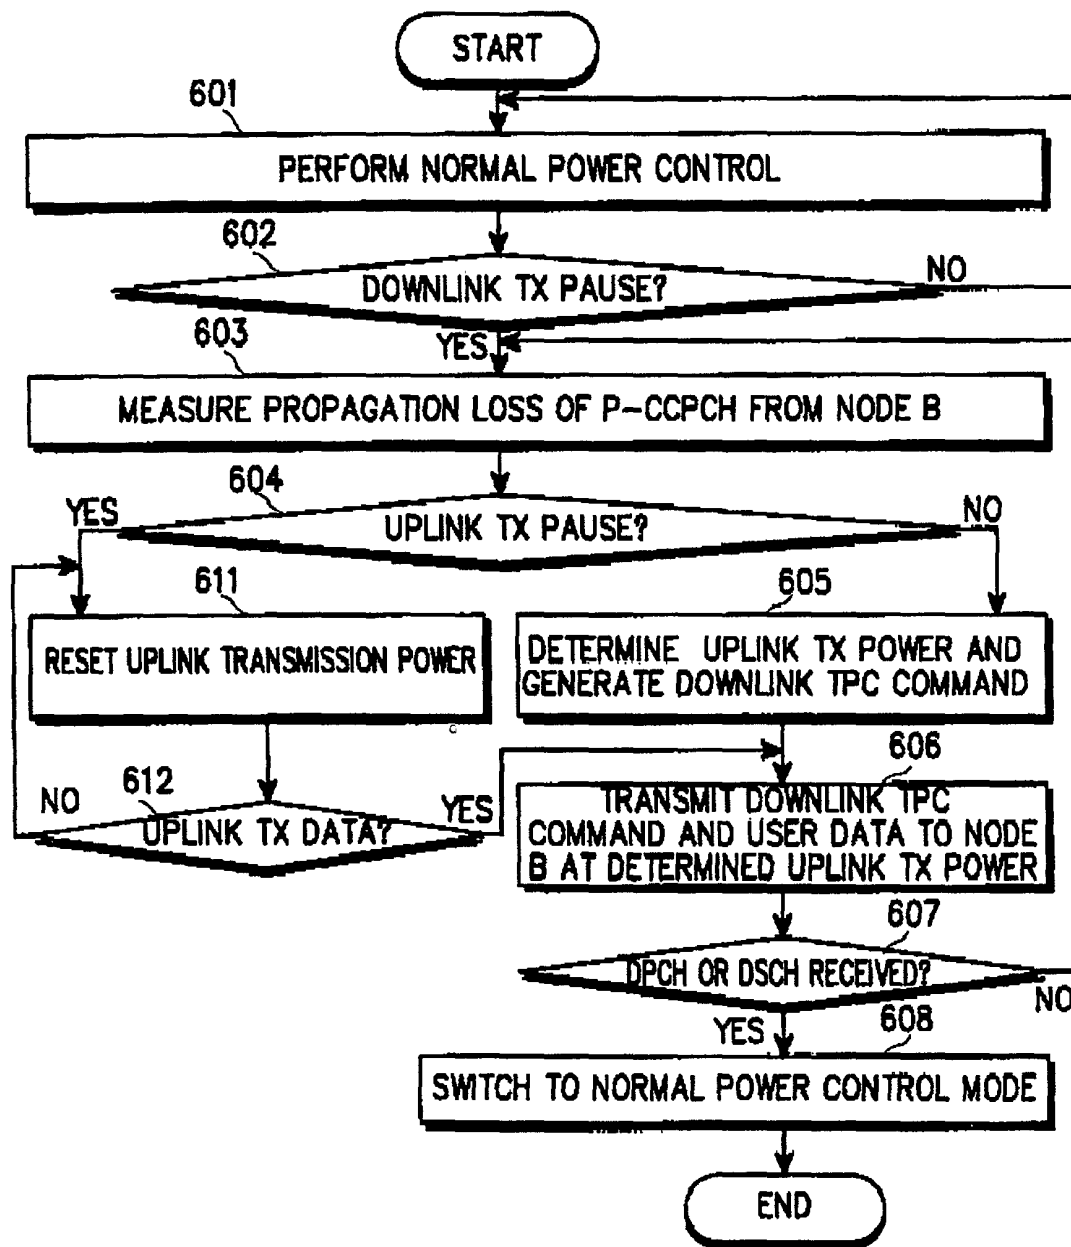 START
601
PERFORM NORMAL POWER CONTROL
602
DOWNLINK TX PAUSE?
NO
YES
603
MEASURE PROPAGATION LOSS OF P-CCPCH FROM NODE B
604
YES
UPLINK TX PAUSE?
NO
611
RESET UPLINK TRANSMISSION POWER
605
DETERMINE UPLINK TX POWER AND
GENERATE DOWNLINK TPC COMMAND
612
NO
UPLINK TX DATA?
YES
606
TRANSMIT DOWNLINK TPC
COMMAND AND USER DATA TO NODE
B AT DETERMINED UPLINK TX POWER
607
DPCH OR DSCH RECEIVED?
NO
YES
608
SWITCH TO NORMAL POWER CONTROL MODE
END